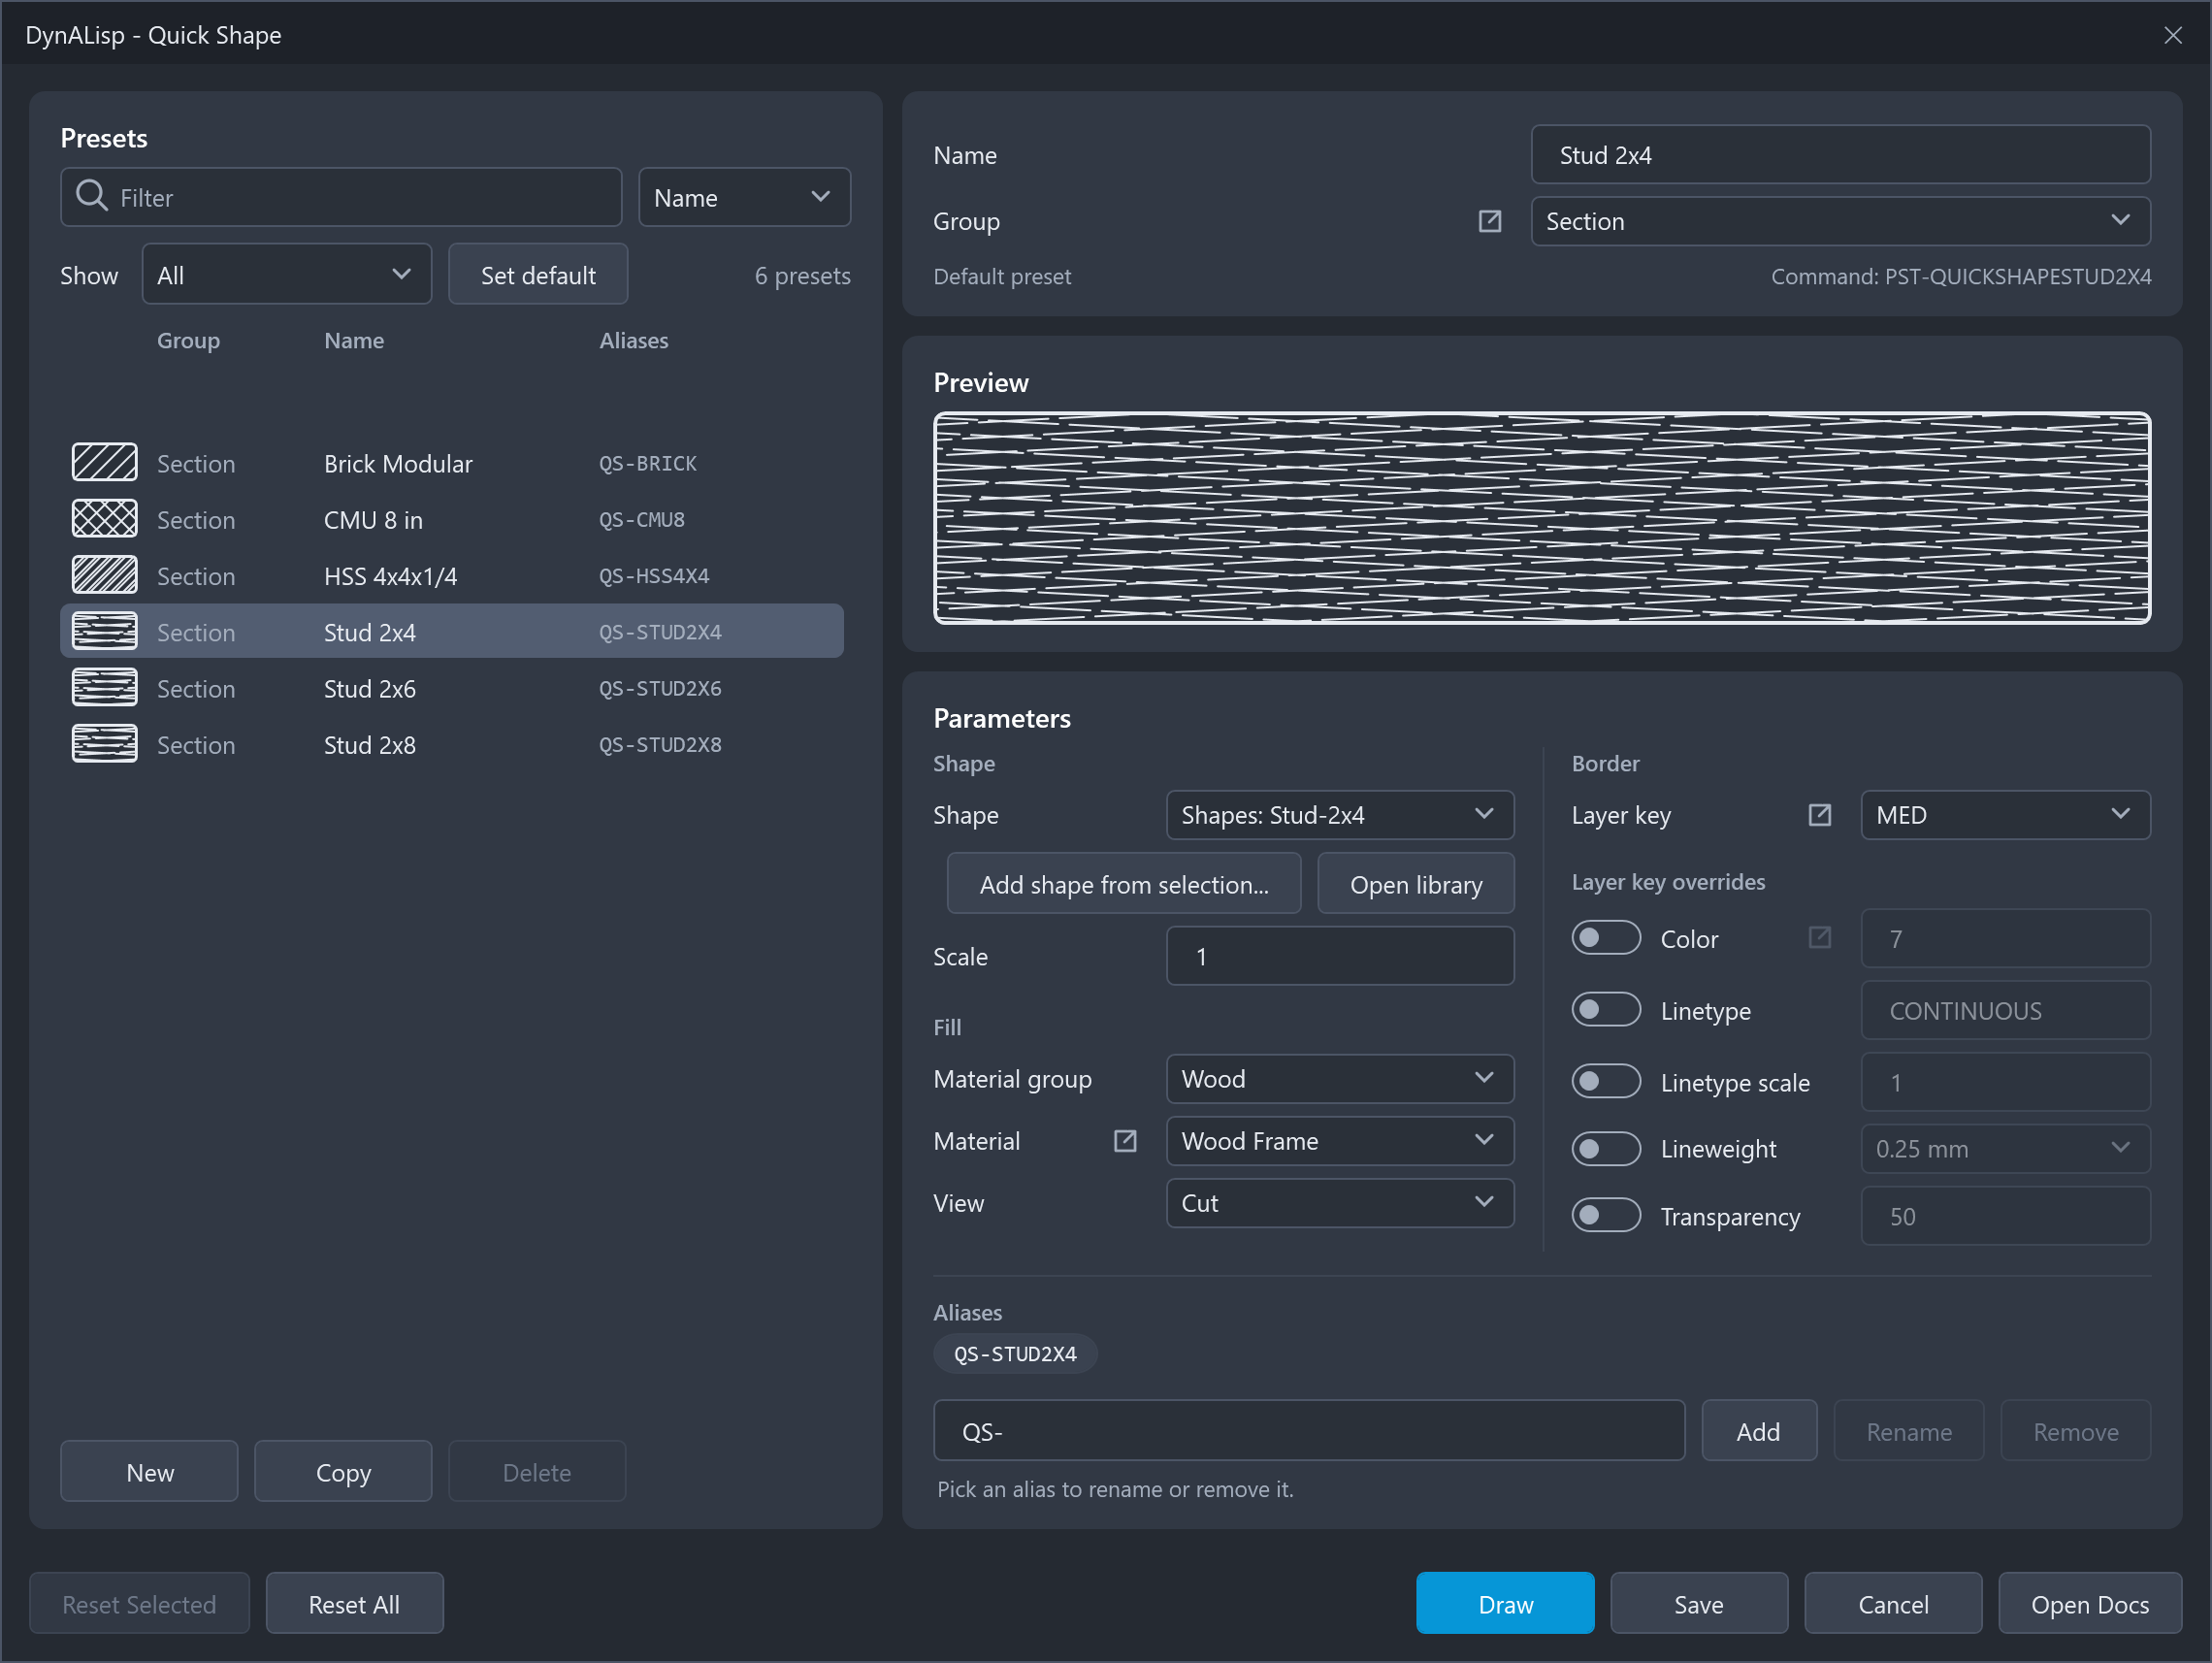 DynALisp - Quick Shape
Presets
Filter
Name
Show
All
Set default
6 presets
Group Name Aliases
Section Brick Modular QS-BRICK
Section CMU 8 in QS-CMU8
Section HSS 4x4x1/4 QS-HSS4X4
Section Stud 2x4 QS-STUD2X4
Section Stud 2x6 QS-STUD2X6
Section Stud 2x8 QS-STUD2X8
New Copy Delete
Name Stud 2x4
Group Section
Default preset Command: PST-QUICKSHAPESTUD2X4
Preview
Parameters
Shape
Shape Shapes: Stud-2x4
Add shape from selection... Open library
Scale 1
Fill
Material group Wood
Material Wood Frame
View Cut
Border
Layer key MED
Layer key overrides
Color 7
Linetype CONTINUOUS
Linetype scale 1
Lineweight 0.25 mm
Transparency 50
Aliases
QS-STUD2X4
QS- Add Rename Remove
Pick an alias to rename or remove it.
Reset Selected Reset All Draw Save Cancel Open Docs